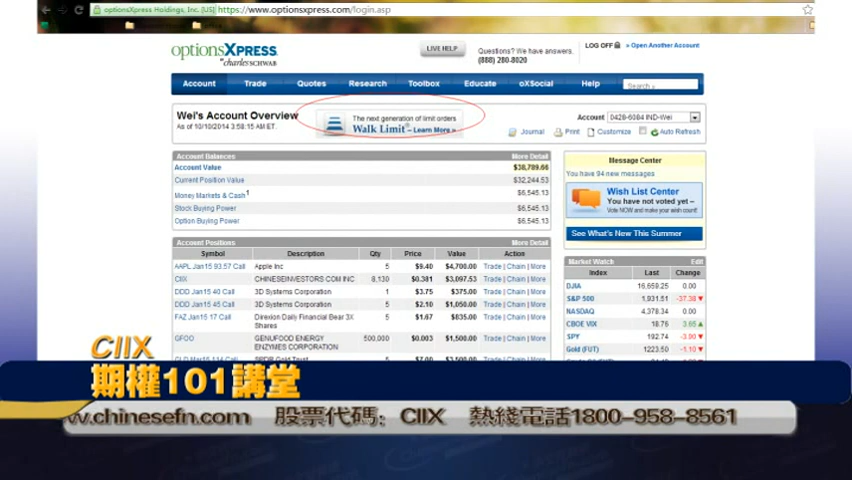 optionsXpress Holdings, Inc. [US] https://www.optionsxpress.com/login.asp
optionsXpress
by charles SCHWAB
LIVE HELP
Questions? We have answers.
(888) 280-8020
LOG OFF » Open Another Account
Account Trade Quotes Research Toolbox Educate oXSocial Help Search »
Wei's Account Overview
As of 10/10/2014 3:58:15 AM ET.
The next generation of limit orders
Walk Limit® – Learn More »
Account 0428-6084 IND-Wei
Journal Print Customize Auto Refresh
Account Balances More Detail
Account Value $38,789.66
Current Position Value $32,244.53
Money Markets & Cash1 $6,545.13
Stock Buying Power $6,545.13
Option Buying Power $6,545.13
Message Center
You have 94 new messages
Wish List Center
You have not voted yet –
Vote NOW and make your wish count!
See What's New This Summer
Account Positions More Detail
Symbol Description Qty Price Value Action
AAPL Jan15 93.57 Call Apple Inc 5 $9.40 $4,700.00 Trade | Chain | More
CIIX CHINESEINVESTORS COM INC 8,130 $0.381 $3,097.53 Trade | Chain | More
DDD Jan15 40 Call 3D Systems Corporation 1 $3.75 $375.00 Trade | Chain | More
DDD Jan15 45 Call 3D Systems Corporation 5 $2.10 $1,050.00 Trade | Chain | More
FAZ Jan15 17 Call Direxion Daily Financial Bear 3X Shares 5 $1.67 $835.00 Trade | Chain | More
GFOO GENUFOOD ENERGY ENZYMES CORPORATION 500,000 $0.003 $1,500.00 Trade | Chain | More
Market Watch Edit
Index Last Change
DJIA 16,659.25 0.00
S&P 500 1,931.51 -37.38
NASDAQ 4,378.34 0.00
CBOE VIX 18.76 3.65
SPY 192.74 -3.90
Gold (FUT) 1223.50 -1.10
CIIX
期權101講堂
w.chinesefn.com 股票代碼：CIIX 熱綫電話1800-958-8561